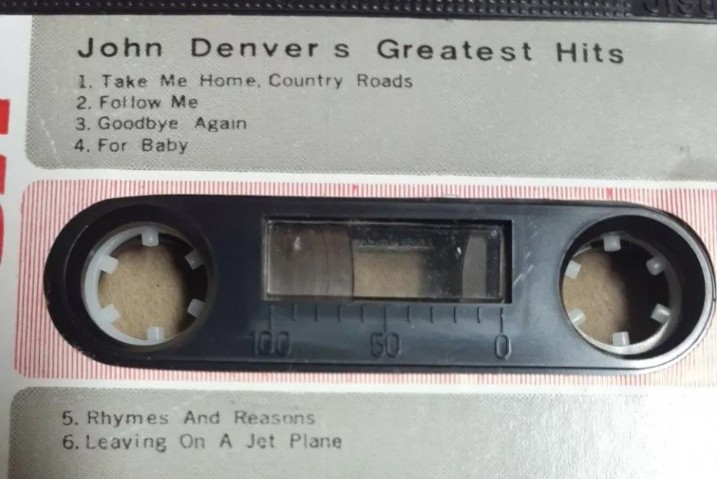 John Denver s Greatest Hits
1. Take Me Home, Country Roads
2. Follow Me
3. Goodbye Again
4. For Baby
100 50 0
5. Rhymes And Reasons
6. Leaving On A Jet Plane